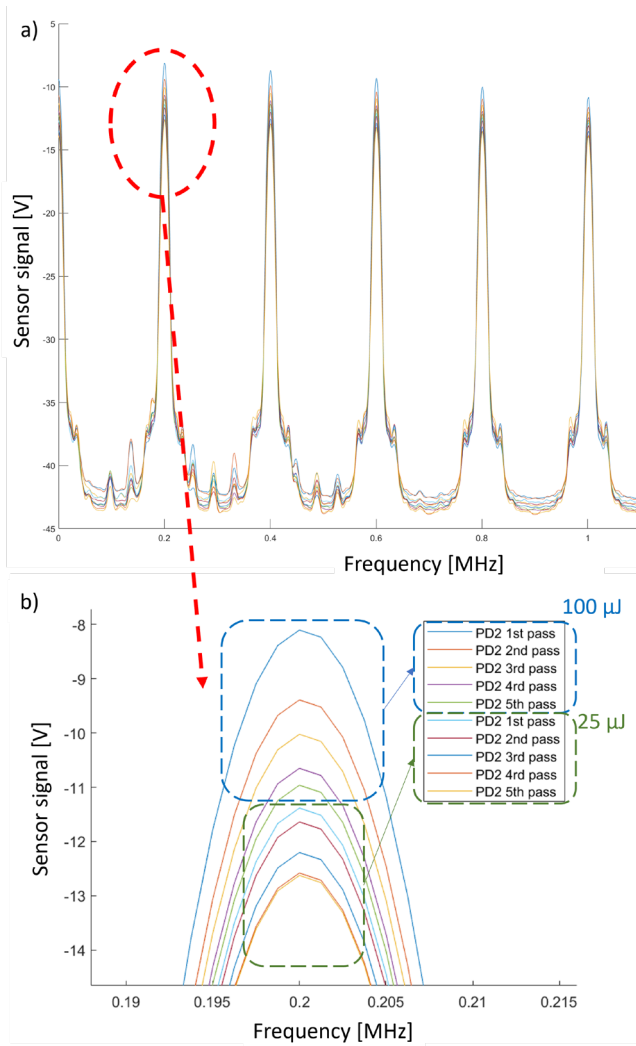 a)
5
-10
-15
-20
-25
-30
-35
-40
-45
Sensor signal [V]
0 0.2 0.4 0.6 0.8 1
Frequency [MHz]
b)
100 µJ
-8
-9
-10
-11
-12
-13
-14
Sensor signal [V]
PD2 1st pass
PD2 2nd pass
PD2 3rd pass
PD2 4rd pass
PD2 5th pass
PD2 1st pass
PD2 2nd pass
PD2 3rd pass
PD2 4rd pass
PD2 5th pass
25 µJ
0.19 0.195 0.2 0.205 0.21 0.215
Frequency [MHz]